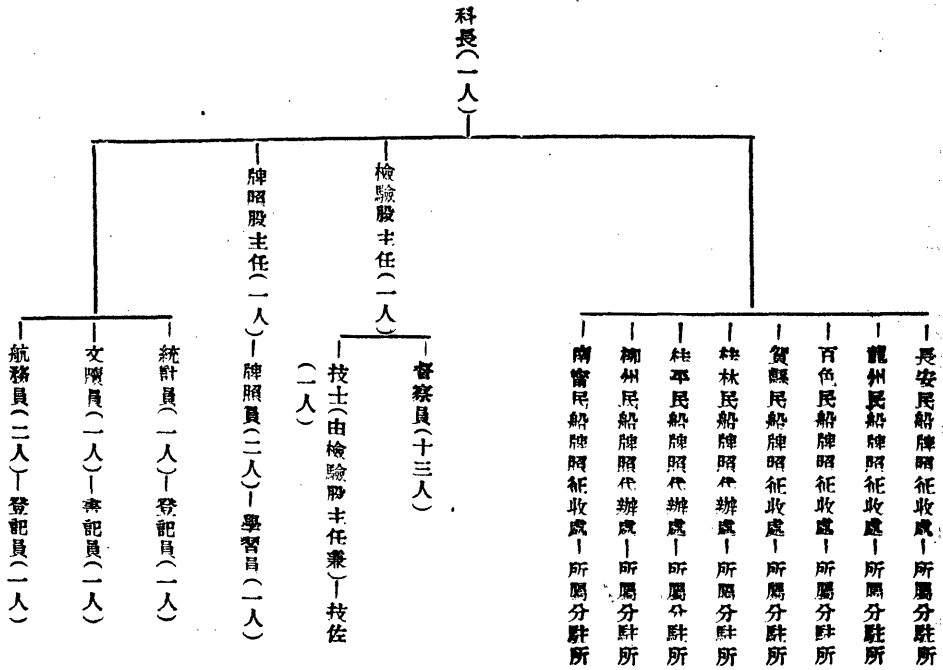 科長(一人)
長安民船牌照征收處—所屬分駐所
龍州民船牌照征收處—所屬分駐所
百色民船牌照征收處—所屬分駐所
賀縣民船牌照征收處—所屬分駐所
桂林民船牌照代辦處—所屬分駐所
桂平民船牌照代辦處—所屬分駐所
柳州民船牌照代辦處—所屬分駐所
南甯民船牌照征收處—所屬分駐所
檢驗股主任(一人)
督察員(十三人)
技士(由檢驗股主任兼)—技佐
(一人)
牌照股主任(一人)—牌照員(二人)—學習員(一人)
統計員(一人)—登記員(一人)
文牘員(一人)—書記員(一人)
航務員(二人)—登記員(一人)